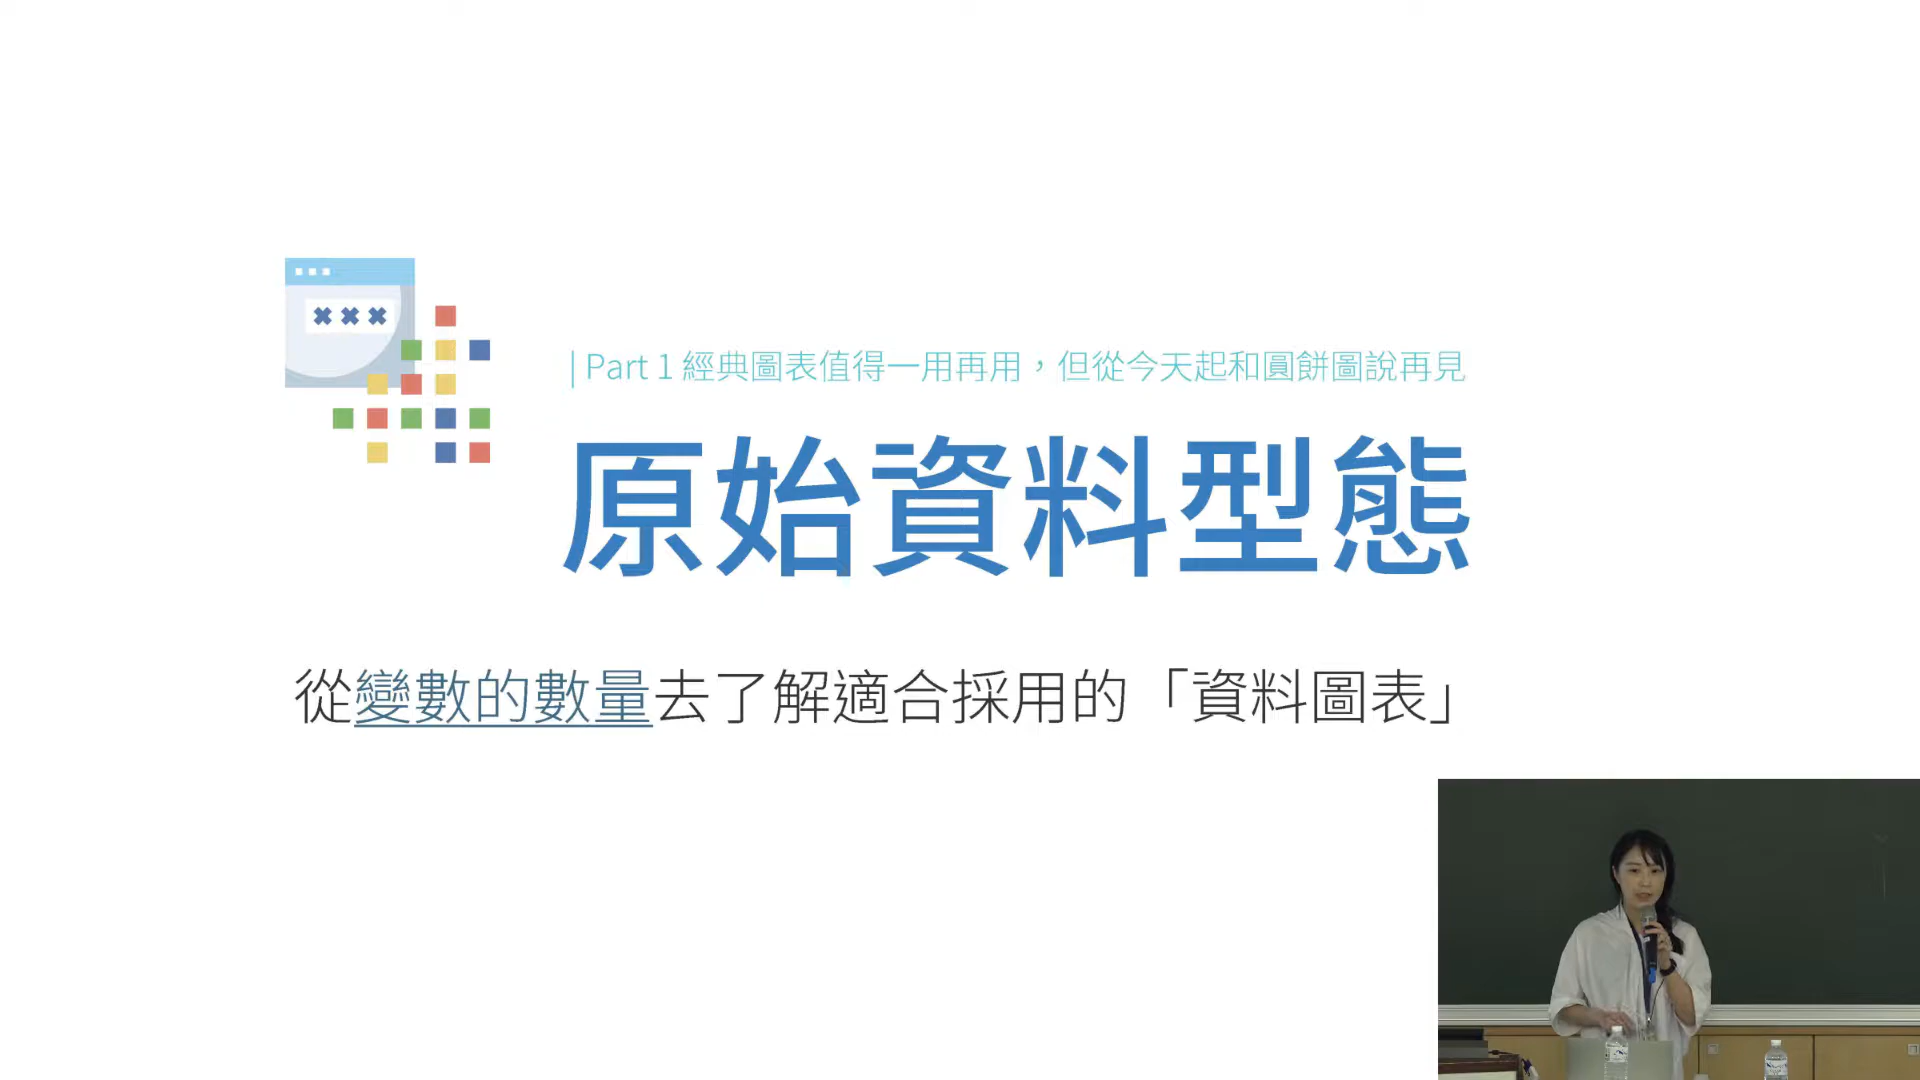 | Part 1 經典圖表值得一用再用，但從今天起和圓餅圖說再見
原始資料型態
從變數的數量去了解適合採用的「資料圖表」